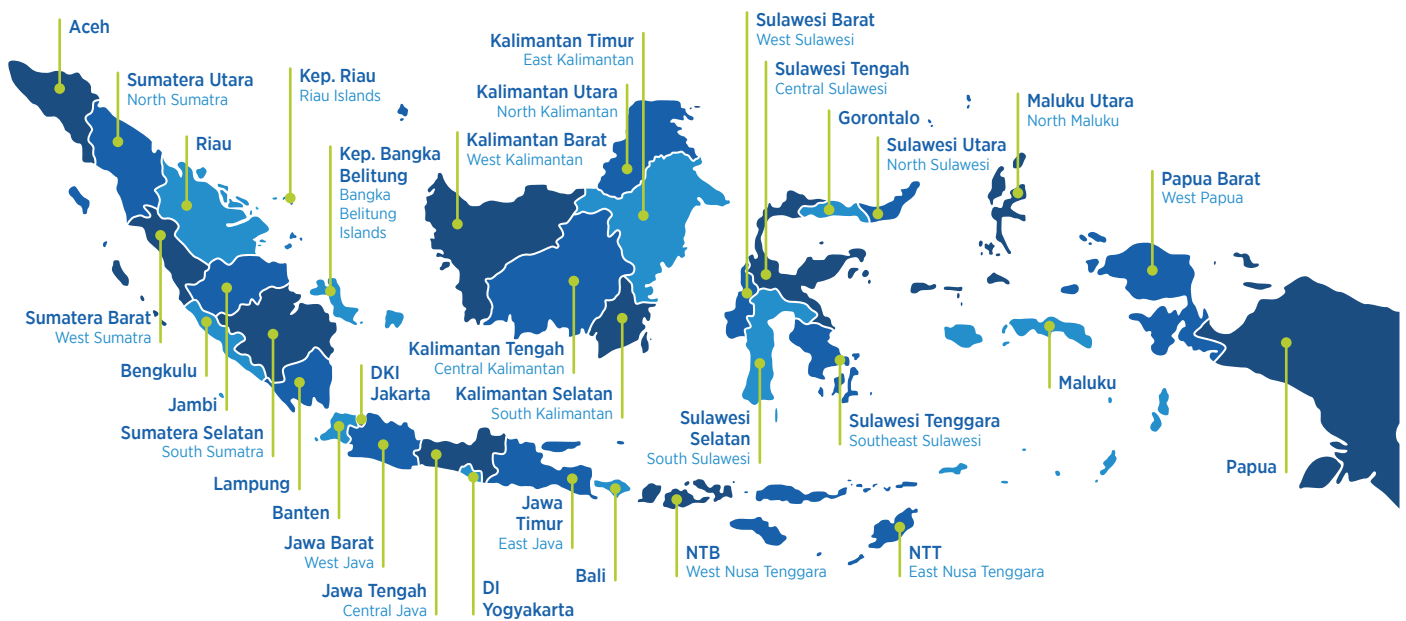 Aceh
Sumatera Utara
North Sumatra
Riau
Kep. Riau
Riau Islands
Kep. Bangka
Belitung
Bangka
Belitung
Islands
Kalimantan Timur
East Kalimantan
Kalimantan Utara
North Kalimantan
Kalimantan Barat
West Kalimantan
Sulawesi Barat
West Sulawesi
Sulawesi Tengah
Central Sulawesi
Gorontalo
Sulawesi Utara
North Sulawesi
Maluku Utara
North Maluku
Papua Barat
West Papua
Sumatera Barat
West Sumatra
Bengkulu
Jambi
Sumatera Selatan
South Sumatra
Lampung
Banten
DKI
Jakarta
Jawa Barat
West Java
Jawa Tengah
Central Java
DI
Yogyakarta
Jawa
Timur
East Java
Bali
Kalimantan Tengah
Central Kalimantan
Kalimantan Selatan
South Kalimantan
Sulawesi
Selatan
South Sulawesi
Sulawesi Tenggara
Southeast Sulawesi
NTB
West Nusa Tenggara
NTT
East Nusa Tenggara
Maluku
Papua